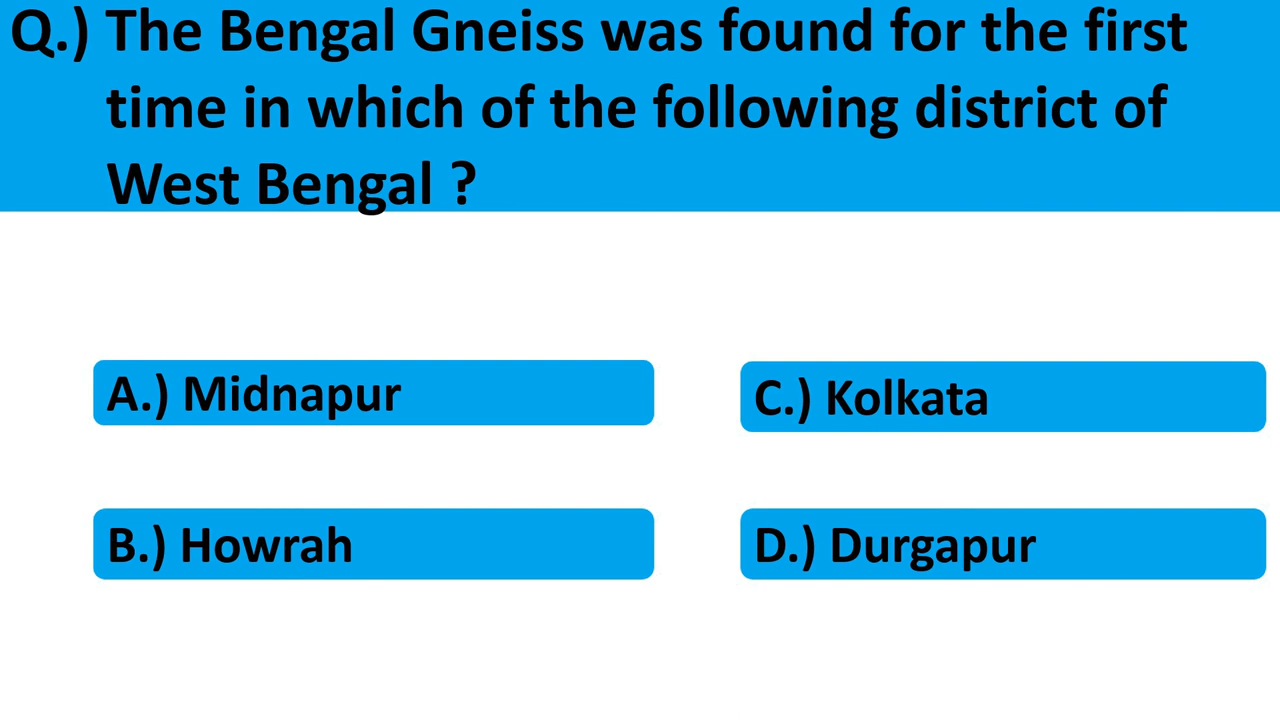 Q.) The Bengal Gneiss was found for the first
time in which of the following district of
West Bengal ?
A.) Midnapur
C.) Kolkata
B.) Howrah
D.) Durgapur